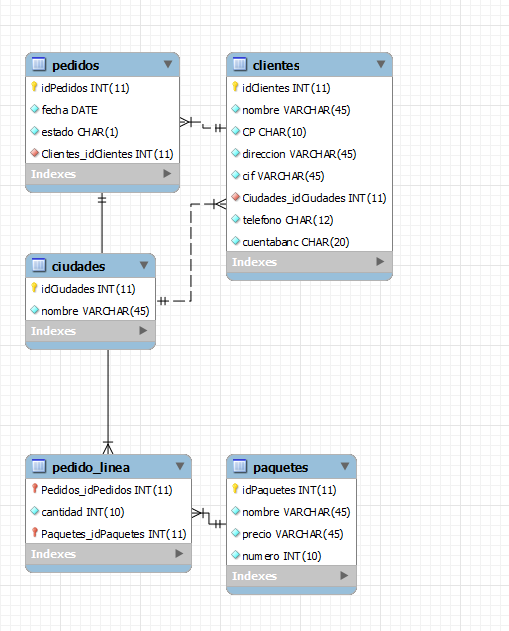 pedidos
idPedidos INT(11)
fecha DATE
estado CHAR(1)
Clientes_idClientes INT(11)
Indexes
clientes
idClientes INT(11)
nombre VARCHAR(45)
CP CHAR(10)
direccion VARCHAR(45)
cif VARCHAR(45)
Ciudades_idCiudades INT(11)
telefono CHAR(12)
cuentabanc CHAR(20)
Indexes
ciudades
idCiudades INT(11)
nombre VARCHAR(45)
Indexes
pedido_linea
Pedidos_idPedidos INT(11)
cantidad INT(10)
Paquetes_idPaquetes INT(11)
Indexes
paquetes
idPaquetes INT(11)
nombre VARCHAR(45)
precio VARCHAR(45)
numero INT(10)
Indexes